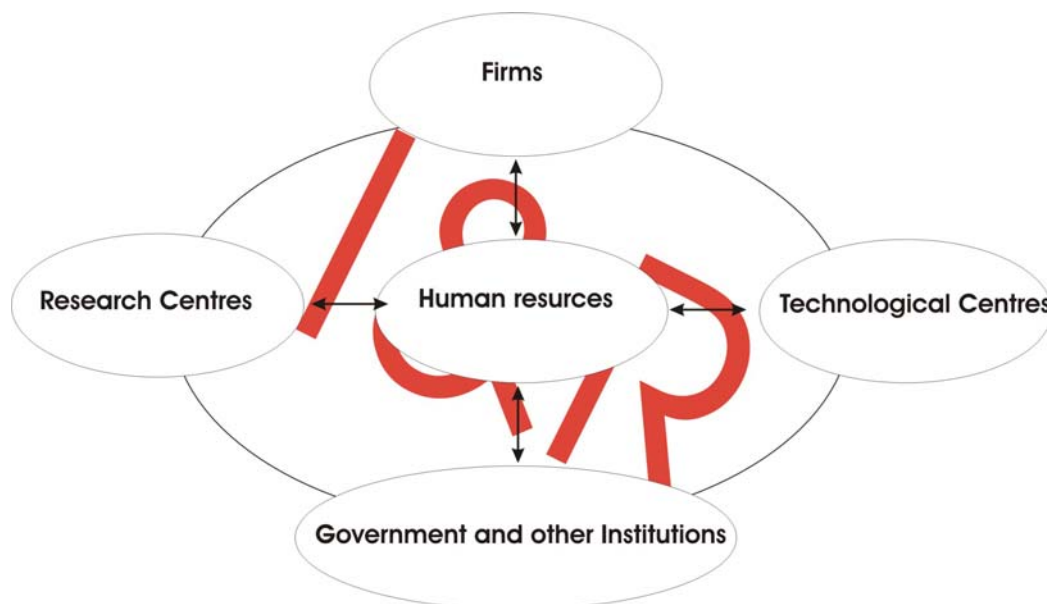 Firms
Research Centres
Human resurces
Technological Centres
Government and other Institutions